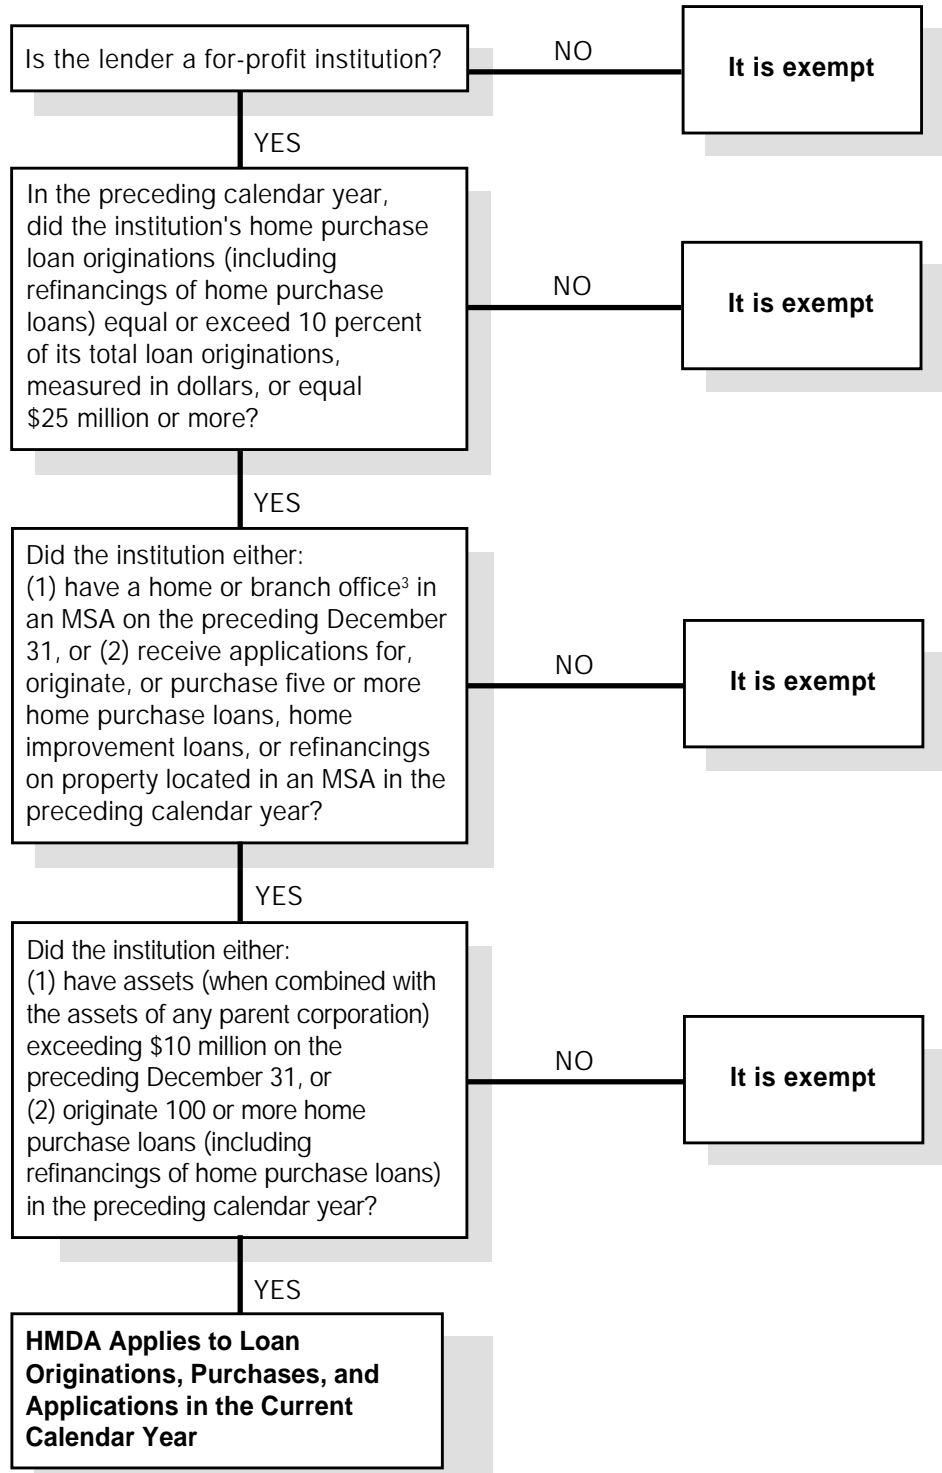 Is the lender a for-profit institution?
NO
It is exempt
YES
In the preceding calendar year,
did the institution's home purchase
loan originations (including
refinancings of home purchase
loans) equal or exceed 10 percent
of its total loan originations,
measured in dollars, or equal
$25 million or more?
NO
It is exempt
YES
Did the institution either:
(1) have a home or branch office³ in
an MSA on the preceding December
31, or (2) receive applications for,
originate, or purchase five or more
home purchase loans, home
improvement loans, or refinancings
on property located in an MSA in the
preceding calendar year?
NO
It is exempt
YES
Did the institution either:
(1) have assets (when combined with
the assets of any parent corporation)
exceeding $10 million on the
preceding December 31, or
(2) originate 100 or more home
purchase loans (including
refinancings of home purchase loans)
in the preceding calendar year?
NO
It is exempt
YES
HMDA Applies to Loan
Originations, Purchases, and
Applications in the Current
Calendar Year